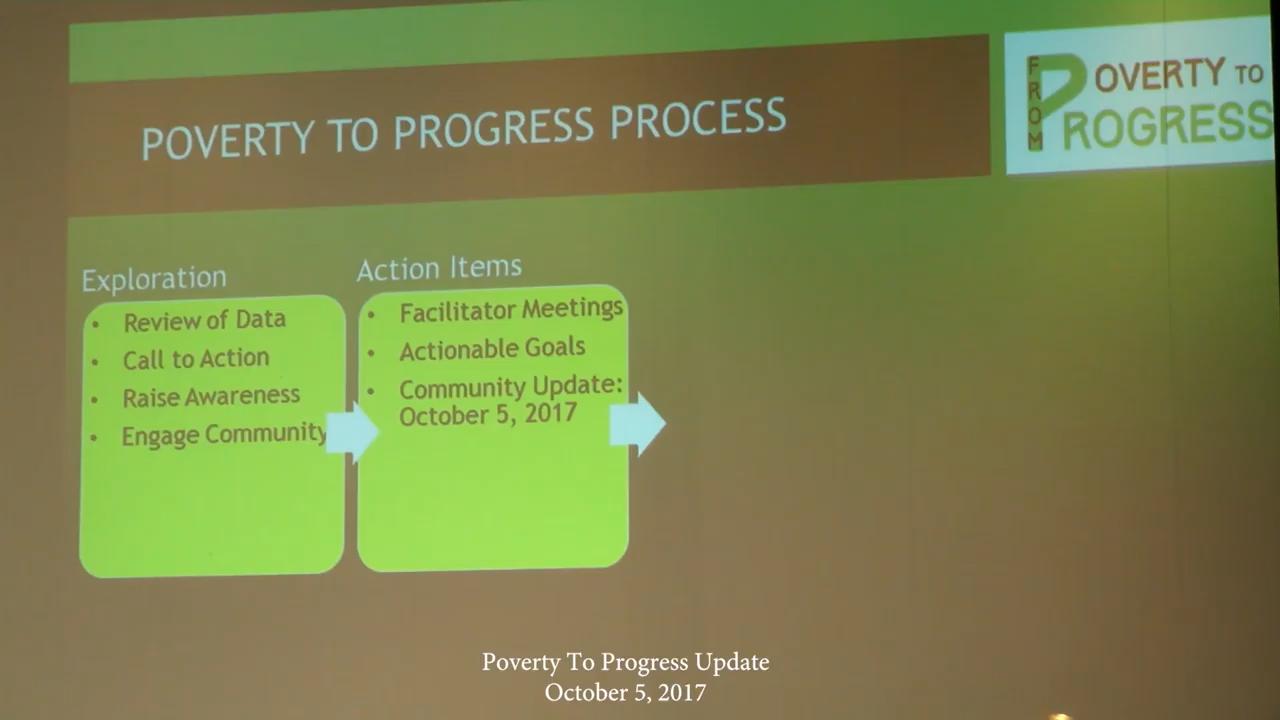 POVERTY TO PROGRESS PROCESS
FROM
POVERTY TO
PROGRESS
Exploration
• Review of Data
• Call to Action
• Raise Awareness
• Engage Community
Action Items
• Facilitator Meetings
• Actionable Goals
• Community Update:
October 5, 2017
Poverty To Progress Update
October 5, 2017